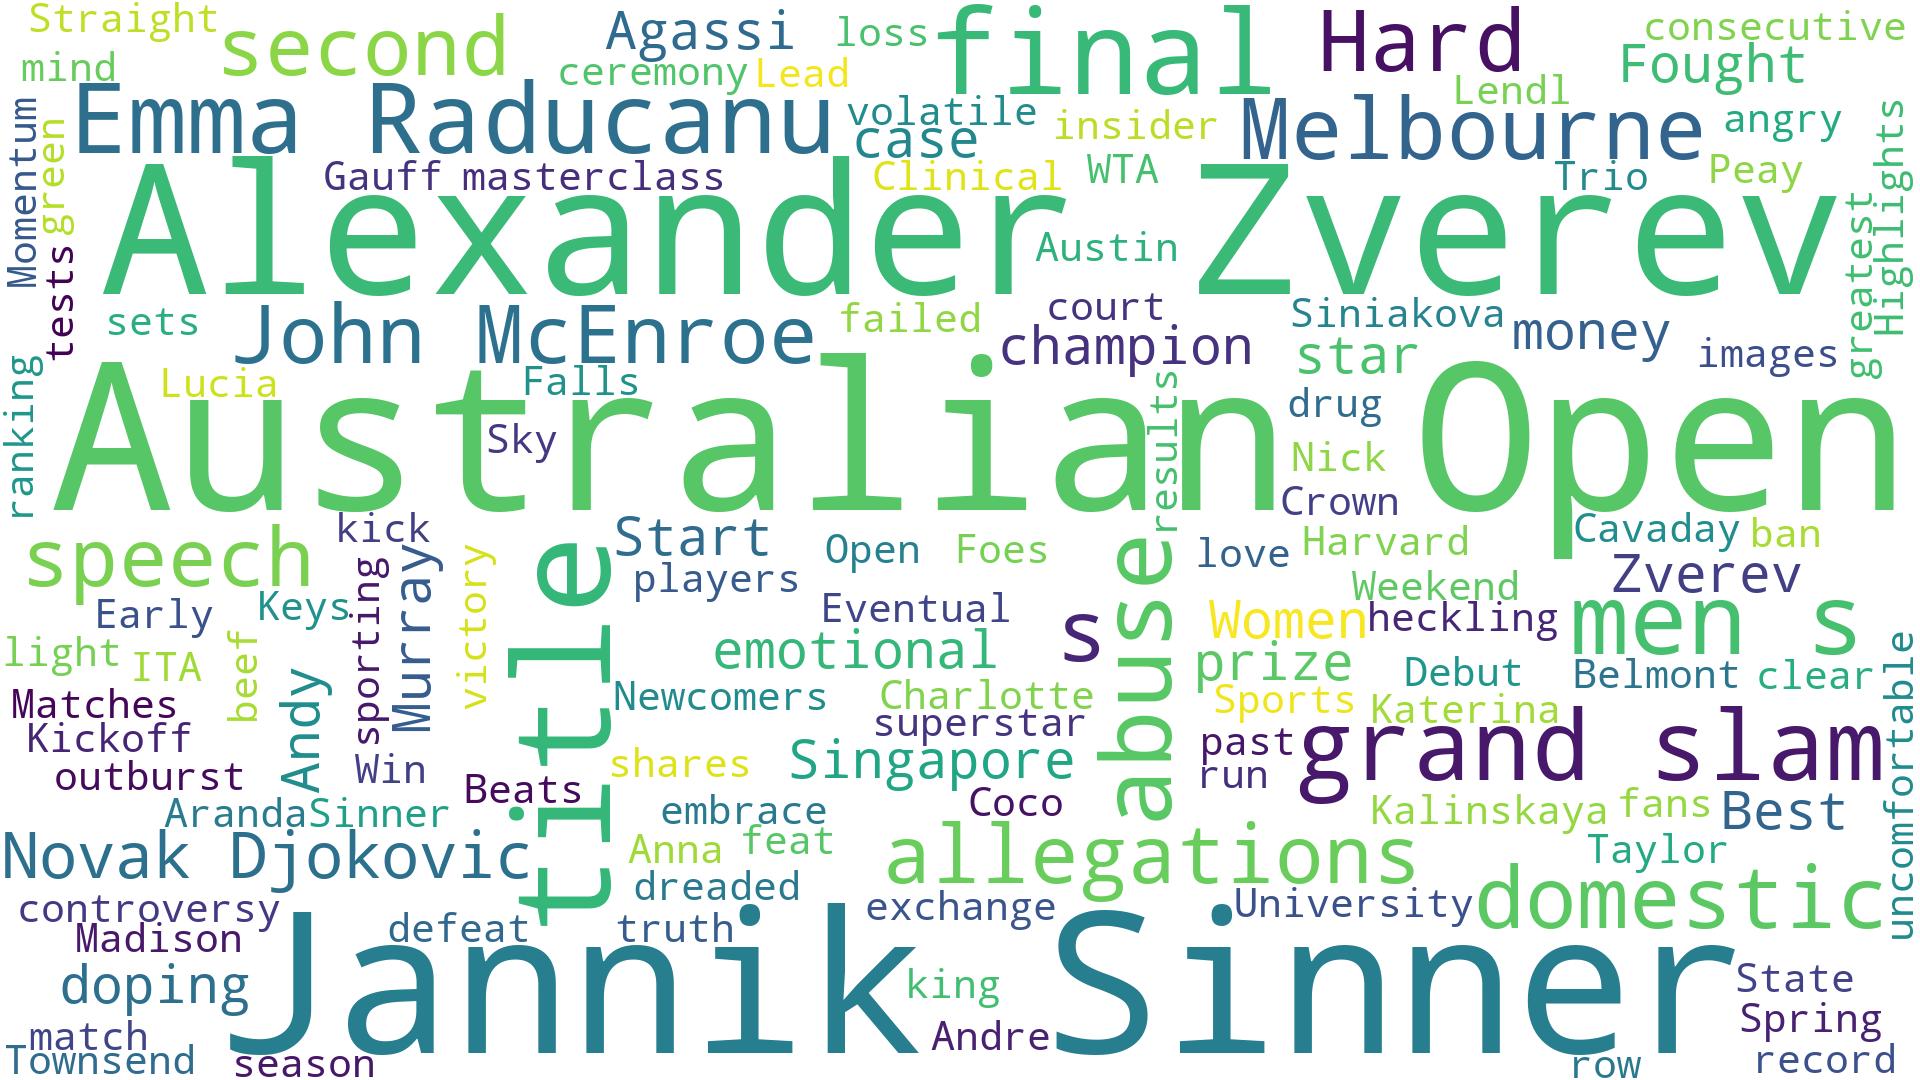 Straight
second
Agassi
loss
final
Hard
consecutive
mind
ceremony
Lead
Lendl
Fought
Emma Raducanu
volatile
case
insider
Melbourne
angry
Momentum
green
Gauff
masterclass
Clinical
WTA
Trio
Peay
Highlights
Alexander Zverev
Austin
greatest
tests
sets
John McEnroe
failed
court
champion
Siniakova
star
money
images
ranking
Lucia
Falls
Australian Open
results
drug
Sky
Nick
Crown
speech
kick
Start
Open
Foes
love
Harvard
Cavaday
ban
players
Weekend
Zverev
Early
Keys
sporting
Murray
victory
title
Eventual
s
abuse
Women
heckling
men s
light
ITA
beef
emotional
prize
Debut
Belmont
clear
uncomfortable
Matches
Andy
Newcomers
Charlotte
Sports
Katerina
Kickoff
superstar
past
grand slam
outburst
Win
Beats
shares
Singapore
run
Aranda
Sinner
embrace
Coco
Kalinskaya
fans
Best
Novak Djokovic
Anna
feat
allegations
Taylor
dreaded
domestic
controversy
exchange
University
Madison
defeat
truth
Jannik Sinner
doping
king
State
match
Andre
Spring
Townsend
season
row
record